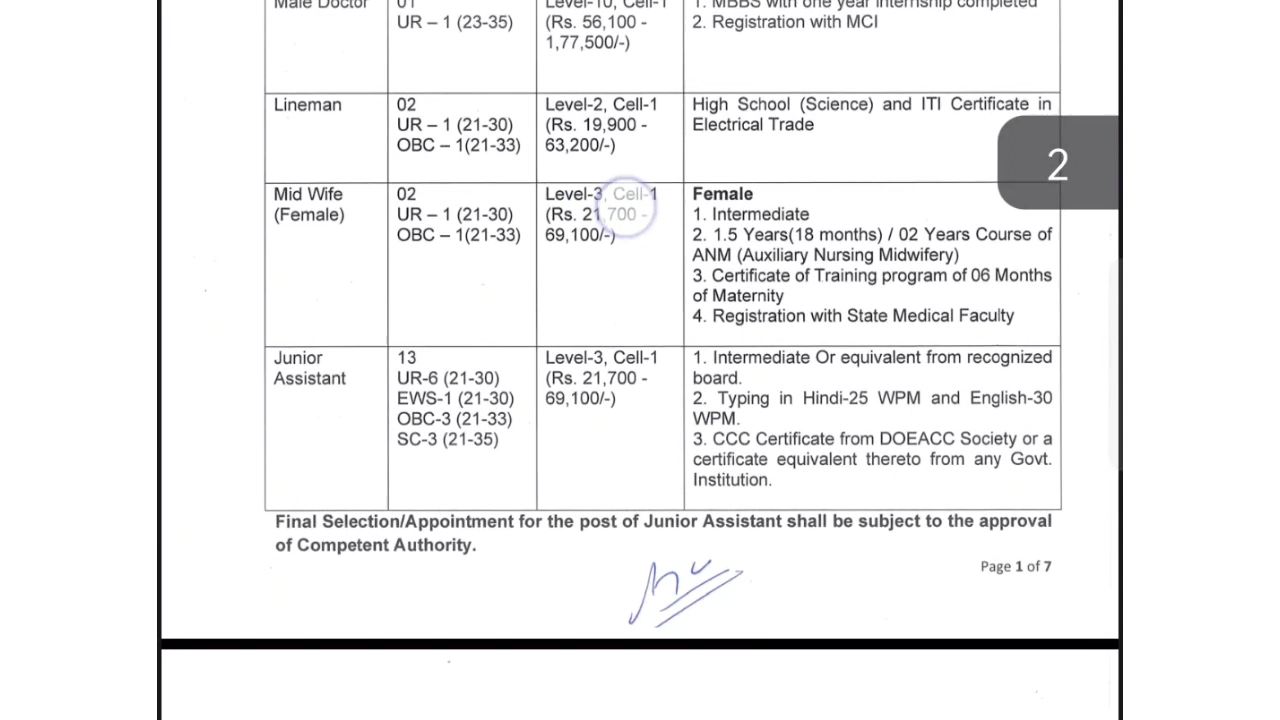 Male Doctor
01
UR – 1 (23-35)
Level-10, Cell-1
(Rs. 56,100 -
1,77,500/-)
1. MBBS with one year internship completed
2. Registration with MCI
Lineman
02
UR – 1 (21-30)
OBC – 1(21-33)
Level-2, Cell-1
(Rs. 19,900 -
63,200/-)
High School (Science) and ITI Certificate in
Electrical Trade
2
Mid Wife
(Female)
02
UR – 1 (21-30)
OBC – 1(21-33)
Level-3, Cell-1
(Rs. 21,700 -
69,100/-)
Female
1. Intermediate
2. 1.5 Years(18 months) / 02 Years Course of
ANM (Auxiliary Nursing Midwifery)
3. Certificate of Training program of 06 Months
of Maternity
4. Registration with State Medical Faculty
Junior
Assistant
13
UR-6 (21-30)
EWS-1 (21-30)
OBC-3 (21-33)
SC-3 (21-35)
Level-3, Cell-1
(Rs. 21,700 -
69,100/-)
1. Intermediate Or equivalent from recognized
board.
2. Typing in Hindi-25 WPM and English-30
WPM.
3. CCC Certificate from DOEACC Society or a
certificate equivalent thereto from any Govt.
Institution.
Final Selection/Appointment for the post of Junior Assistant shall be subject to the approval
of Competent Authority.
Page 1 of 7